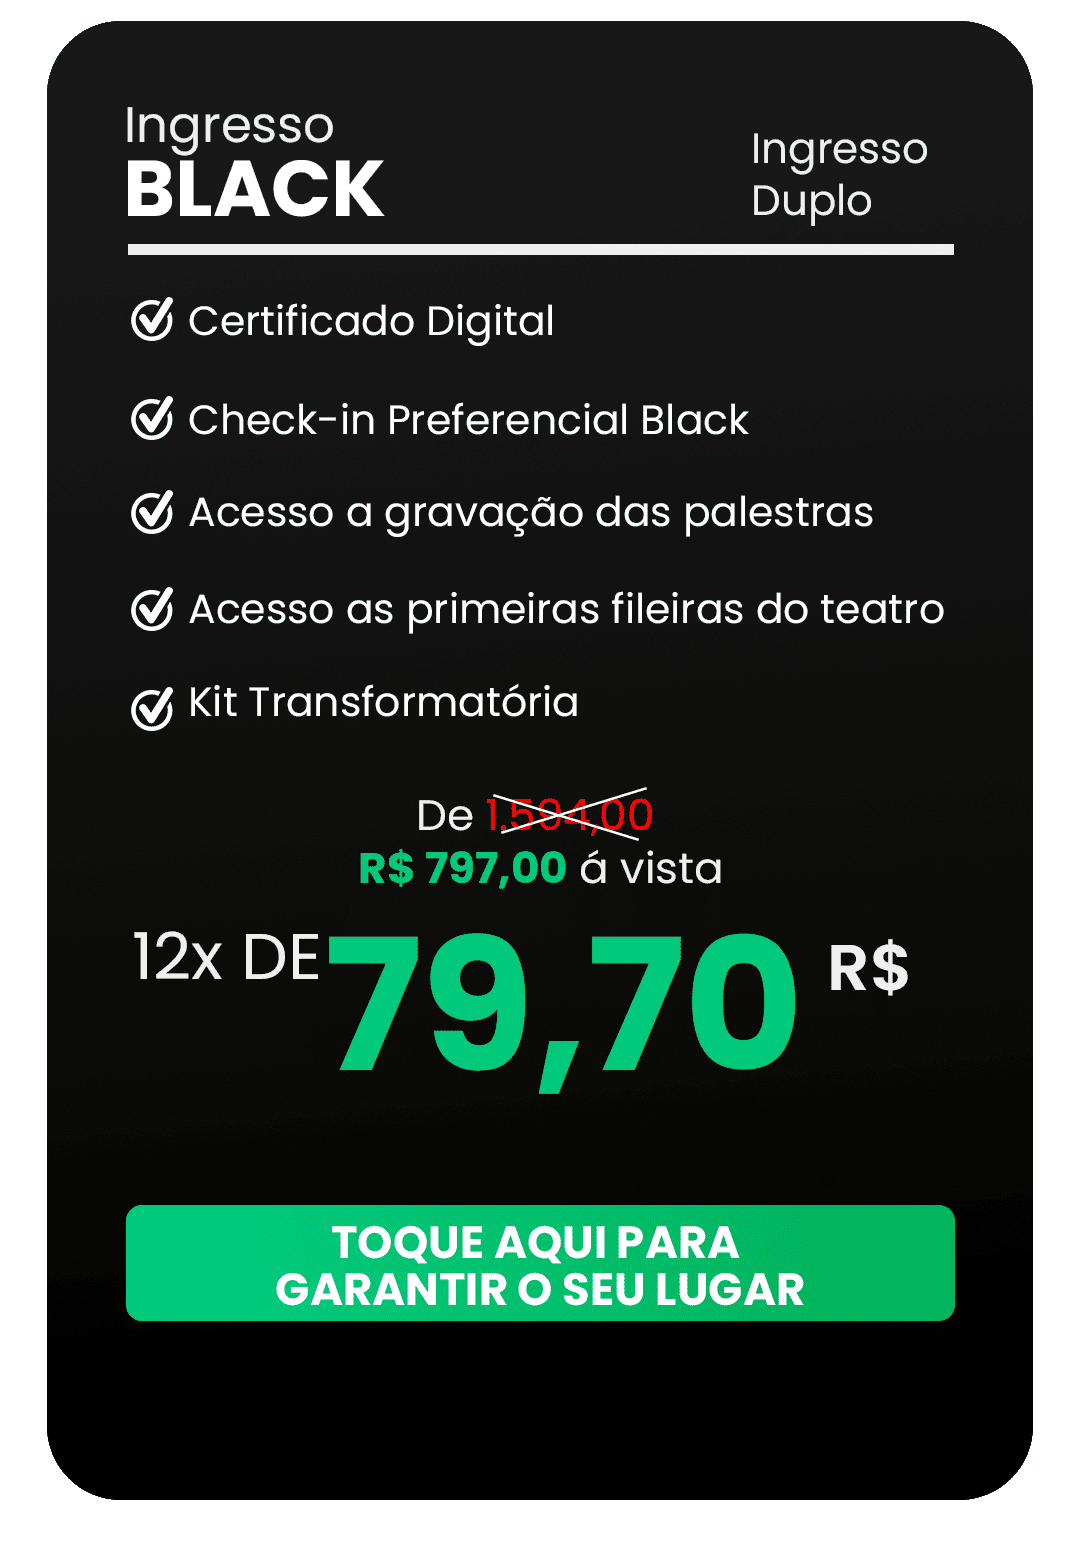 Ingresso
BLACK
Ingresso
Duplo
Certificado Digital
Check-in Preferencial Black
Acesso a gravação das palestras
Acesso as primeiras fileiras do teatro
Kit Transformatória
De 1.594,00
R$ 797,00 á vista
12x DE 79,70 R$
TOQUE AQUI PARA
GARANTIR O SEU LUGAR